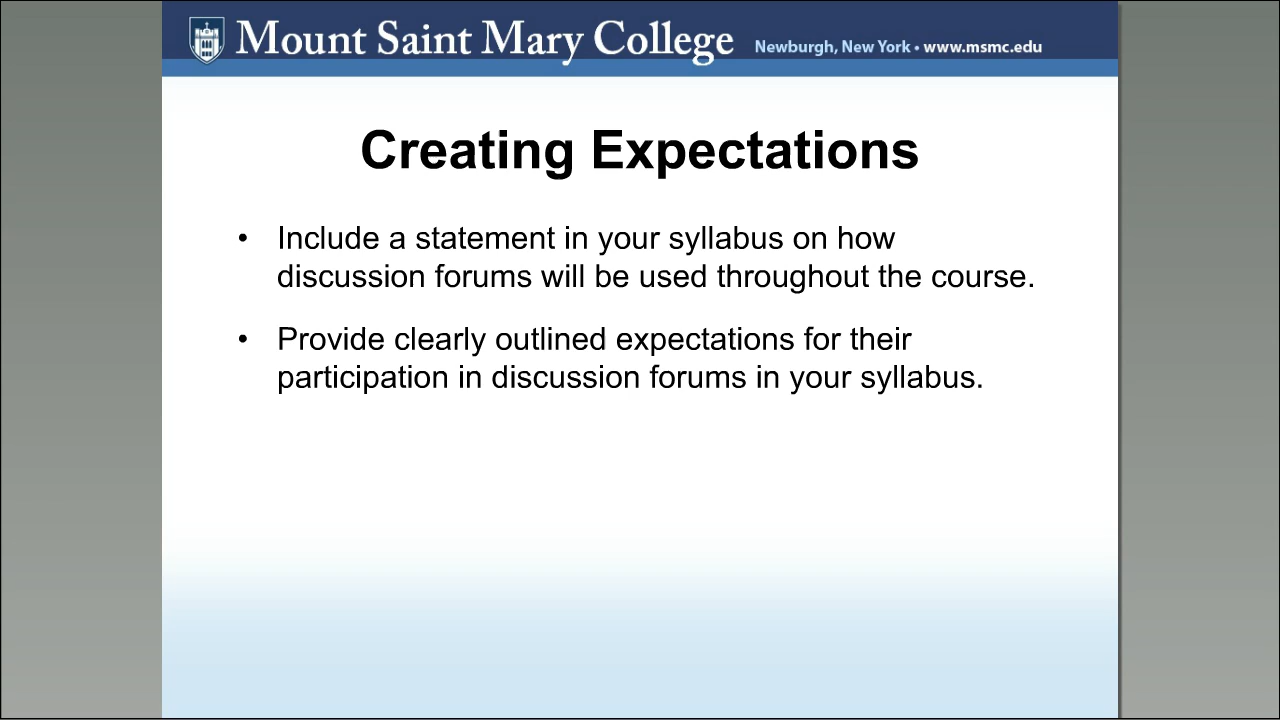 Mount Saint Mary College Newburgh, New York • www.msmc.edu
Creating Expectations
• Include a statement in your syllabus on how
discussion forums will be used throughout the course.
• Provide clearly outlined expectations for their
participation in discussion forums in your syllabus.